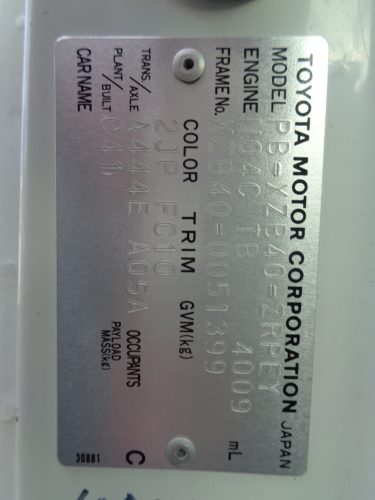 TOYOTA MOTOR CORPORATION JAPAN
MODEL PB-XZB40-ZRPEY
ENGINE N04C-TB 4009 mL
FRAME No. XZB40-0051399
COLOR TRIM GVM(kg)
2JP FC10
TRANS./AXLE A444E A05A OCCUPANTS
PLANT/BUILT C41 PAYLOAD MASS(kg)
CAR NAME C
30881